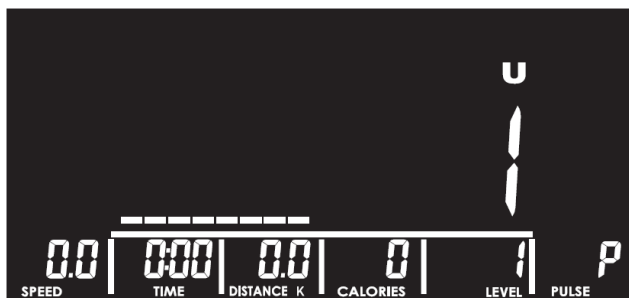 U
1
0.0 0:00 0.0 0 1 P
SPEED TIME DISTANCE K CALORIES LEVEL PULSE